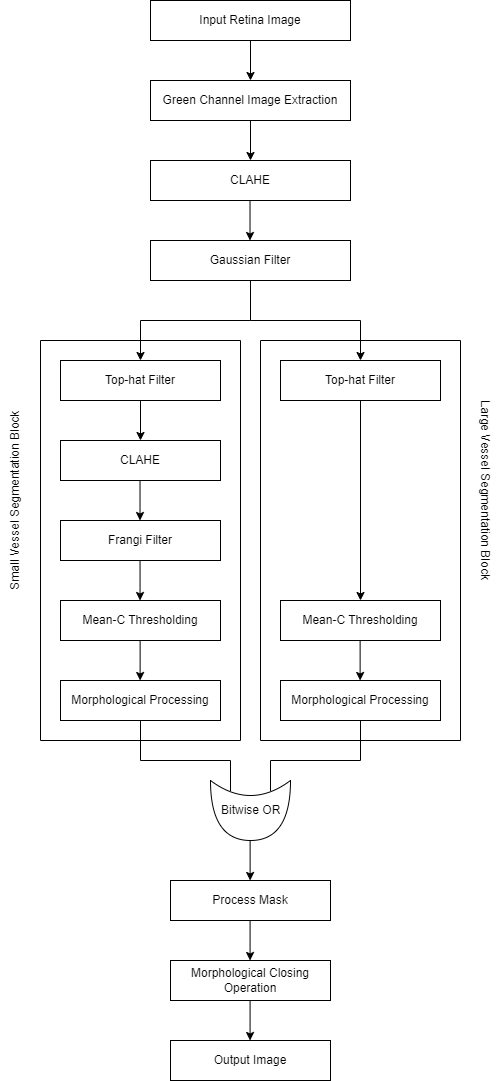 Input Retina Image
Green Channel Image Extraction
CLAHE
Gaussian Filter
Small Vessel Segmentation Block
Top-hat Filter
CLAHE
Frangi Filter
Mean-C Thresholding
Morphological Processing
Top-hat Filter
Mean-C Thresholding
Morphological Processing
Large Vessel Segmentation Block
Bitwise OR
Process Mask
Morphological Closing
Operation
Output Image